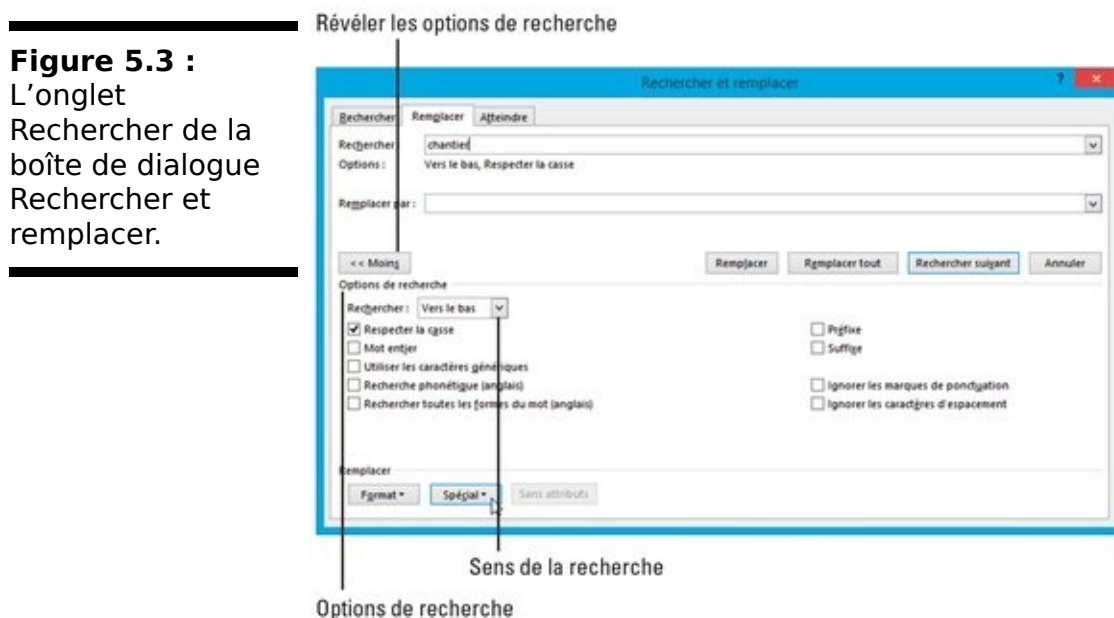 Révéler les options de recherche
Figure 5.3 :
L’onglet
Rechercher de la
boîte de dialogue
Rechercher et
remplacer.
Rechercher et remplacer ? ×
Rechercher Remplacer Atteindre
Rechercher chantier
Options : Vers le bas, Respecter la casse
Remplacer par :
<< Moins Remplacer Remplacer tout Rechercher suivant Annuler
Options de recherche
Rechercher : Vers le bas
Respecter la casse Préfixe
Mot entier Suffixe
Utiliser les caractères génériques
Recherche phonétique (anglais) Ignorer les marques de ponctuation
Rechercher toutes les formes du mot (anglais) Ignorer les caractères d'espacement
Remplacer
Format Spécial Sans attributs
Sens de la recherche
Options de recherche